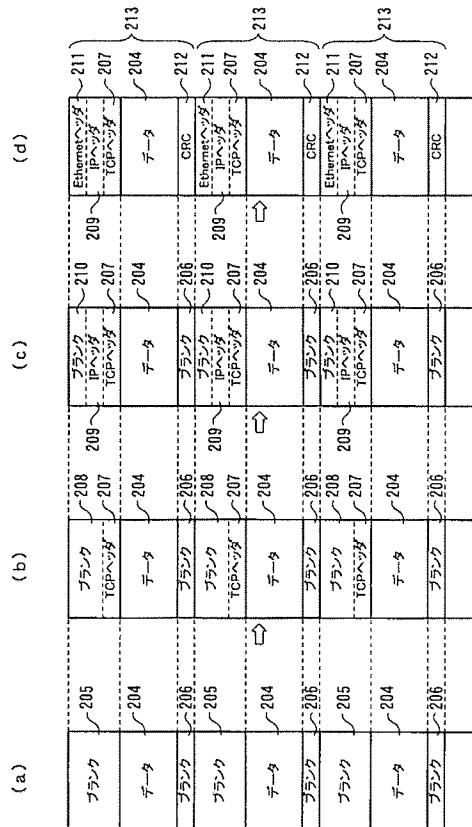 (a)
ブランク 205
データ 204
ブランク 206
ブランク 205
データ 204
ブランク 206
ブランク 205
データ 204
ブランク 206
(b)
ブランク 208
TCPヘッダ 207
データ 204
ブランク 206
ブランク 208
TCPヘッダ 207
データ 204
ブランク 206
ブランク 208
TCPヘッダ 207
データ 204
ブランク 206
(c)
ブランク 210
209 IPヘッダ
TCPヘッダ 207
データ 204
ブランク 206
ブランク 210
209 IPヘッダ
TCPヘッダ 207
データ 204
ブランク 206
ブランク 210
209 IPヘッダ
TCPヘッダ 207
データ 204
ブランク 206
(d)
Ethernetヘッダ 211
209 IPヘッダ
TCPヘッダ 207
データ 204
CRC 212
213
Ethernetヘッダ 211
209 IPヘッダ
TCPヘッダ 207
データ 204
CRC 212
213
Ethernetヘッダ 211
209 IPヘッダ
TCPヘッダ 207
データ 204
CRC 212
213